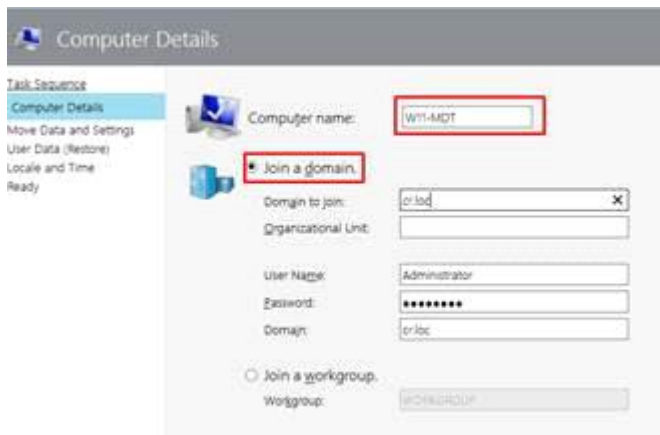 Computer Details
Task Sequence
Computer Details
Move Data and Settings
User Data (Restore)
Locale and Time
Ready
Computer name: W11-MDT
Join a domain.
Domain to join: cr.loc
Organizational Unit:
User Name: Administrator
Password: ●●●●●●●●
Domain: cr.loc
Join a workgroup.
Workgroup: WORKGROUP